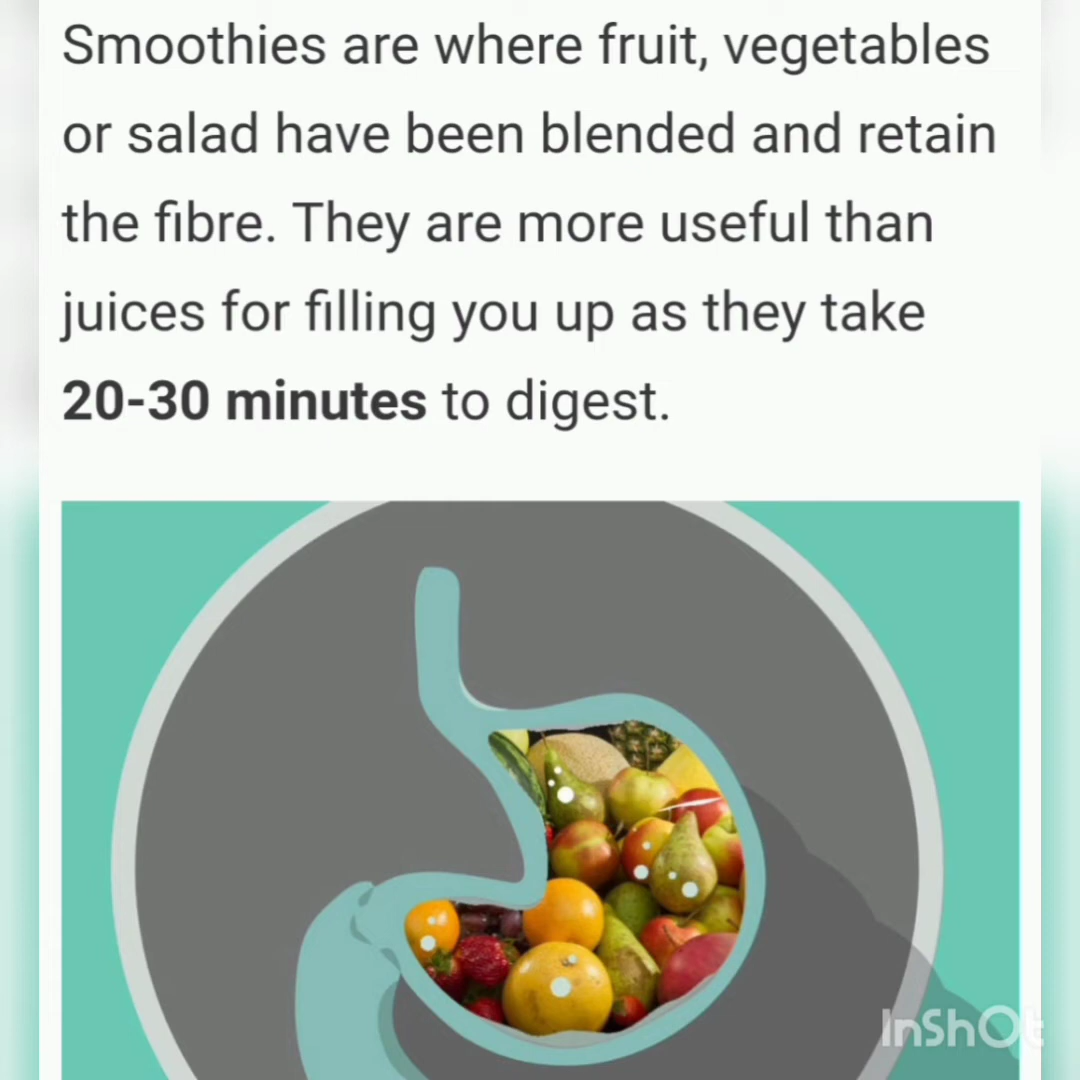 Smoothies are where fruit, vegetables
or salad have been blended and retain
the fibre. They are more useful than
juices for filling you up as they take
20-30 minutes to digest.
InShOt